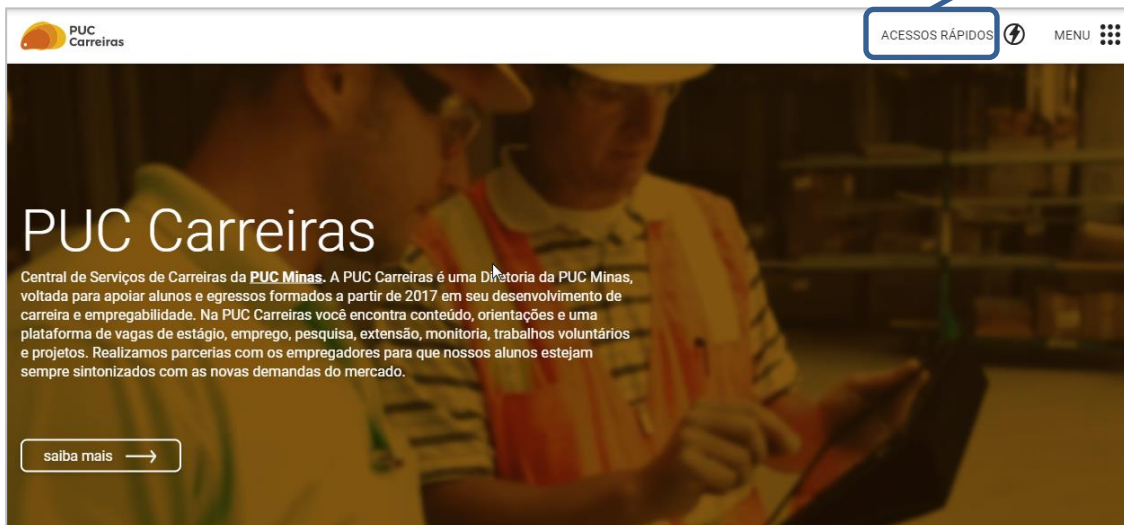 PUC
Carreiras
ACESSOS RÁPIDOS
MENU
PUC Carreiras
Central de Serviços de Carreiras da PUC Minas. A PUC Carreiras é uma Diretoria da PUC Minas,
voltada para apoiar alunos e egressos formados a partir de 2017 em seu desenvolvimento de
carreira e empregabilidade. Na PUC Carreiras você encontra conteúdo, orientações e uma
plataforma de vagas de estágio, emprego, pesquisa, extensão, monitoria, trabalhos voluntários
e projetos. Realizamos parcerias com os empregadores para que nossos alunos estejam
sempre sintonizados com as novas demandas do mercado.
saiba mais